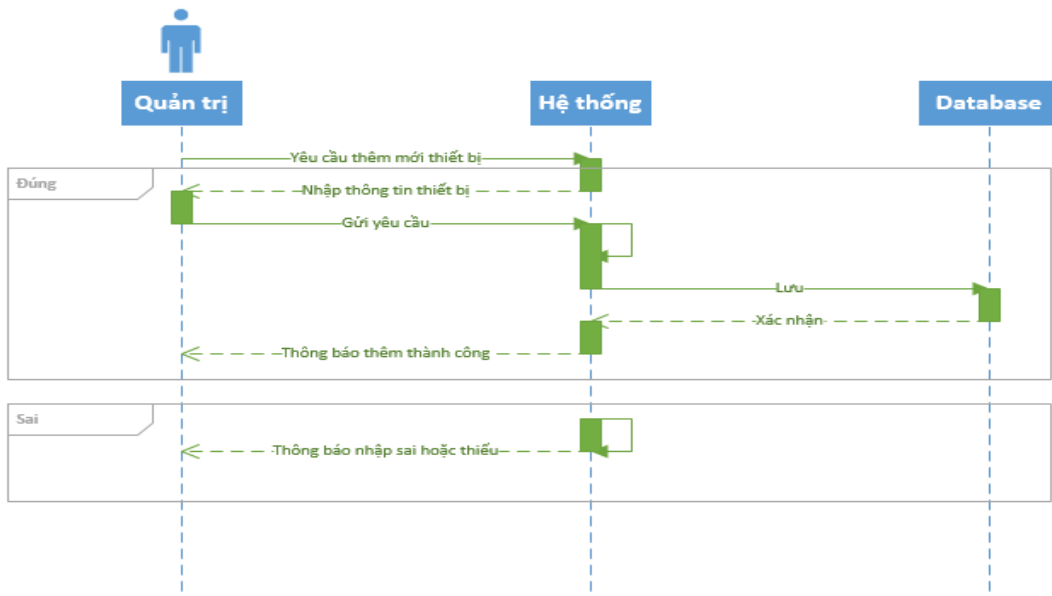 Quản trị
Hệ thống
Database
Yêu cầu thêm mới thiết bị
Đúng
Nhập thông tin thiết bị
Gửi yêu cầu
Lưu
Xác nhận
Thông báo thêm thành công
Sai
Thông báo nhập sai hoặc thiếu